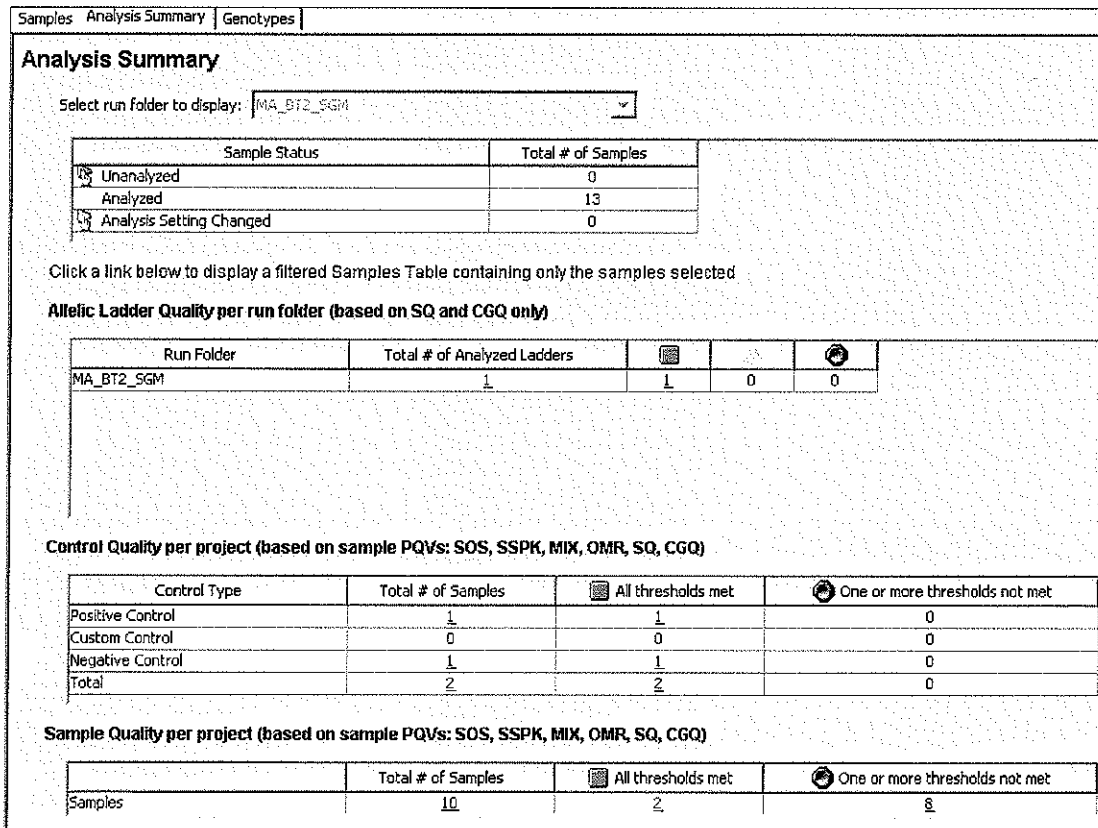 Samples Analysis Summary Genotypes
Analysis Summary
Select run folder to display: MA_BT2_SGM
Sample Status Total # of Samples
Unanalyzed 0
Analyzed 13
Analysis Setting Changed 0
Click a link below to display a filtered Samples Table containing only the samples selected
Allelic Ladder Quality per run folder (based on SQ and CGQ only)
Run Folder Total # of Analyzed Ladders
MA_BT2_SGM 1 1 0 0
Control Quality per project (based on sample PQVs: SOS, SSPK, MIX, OMR, SQ, CGQ)
Control Type Total # of Samples All thresholds met One or more thresholds not met
Positive Control 1 1 0
Custom Control 0 0 0
Negative Control 1 1 0
Total 2 2 0
Sample Quality per project (based on sample PQVs: SOS, SSPK, MIX, OMR, SQ, CGQ)
Total # of Samples All thresholds met One or more thresholds not met
Samples 10 2 8